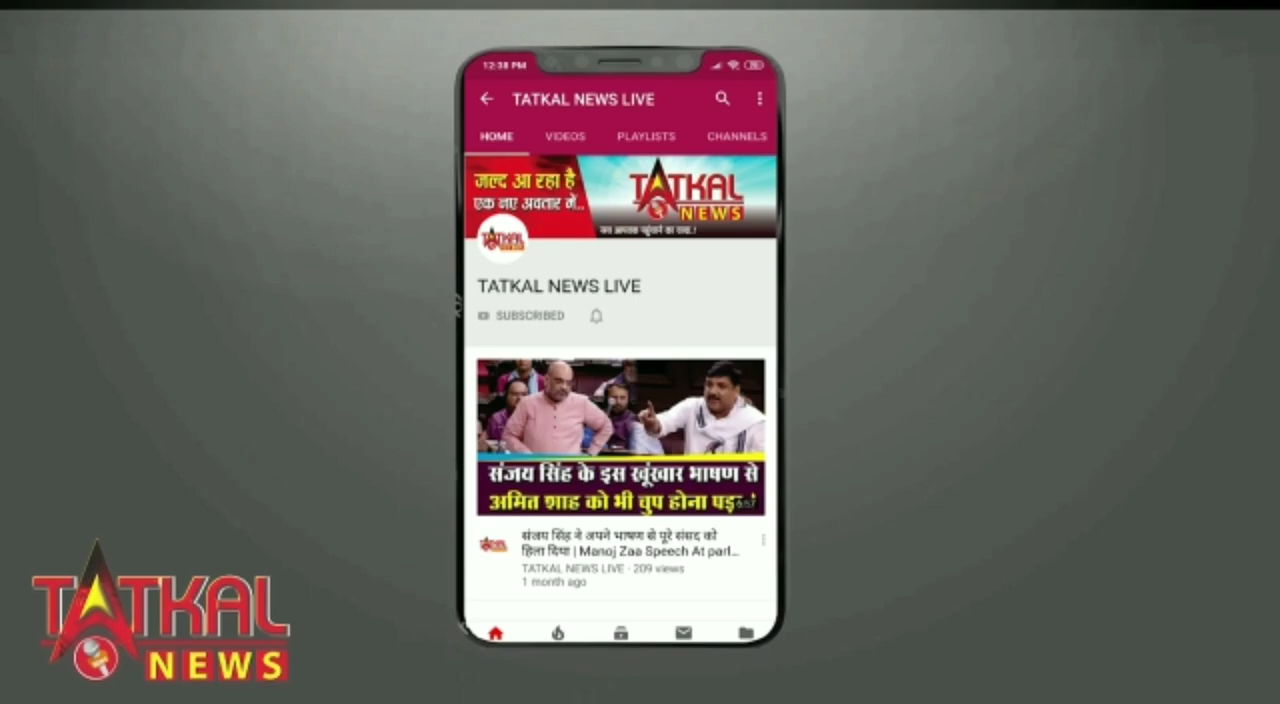 12:38 PM
TATKAL NEWS LIVE
HOME VIDEOS PLAYLISTS CHANNELS
जल्द आ रहा है
एक नए अवतार में..
TATKAL
NEWS
TATKAL
TATKAL NEWS LIVE
SUBSCRIBED
संजय सिंह के इस खूंखार भाषण से
अमित शाह को भी चुप होना
संजय सिंह ने अपने भाषण से पूरे संसद को
हिला दिया | Manoj Zaa Speech At parl...
TATKAL NEWS LIVE · 209 views
1 month ago
TATKAL
TATKAL
NEWS